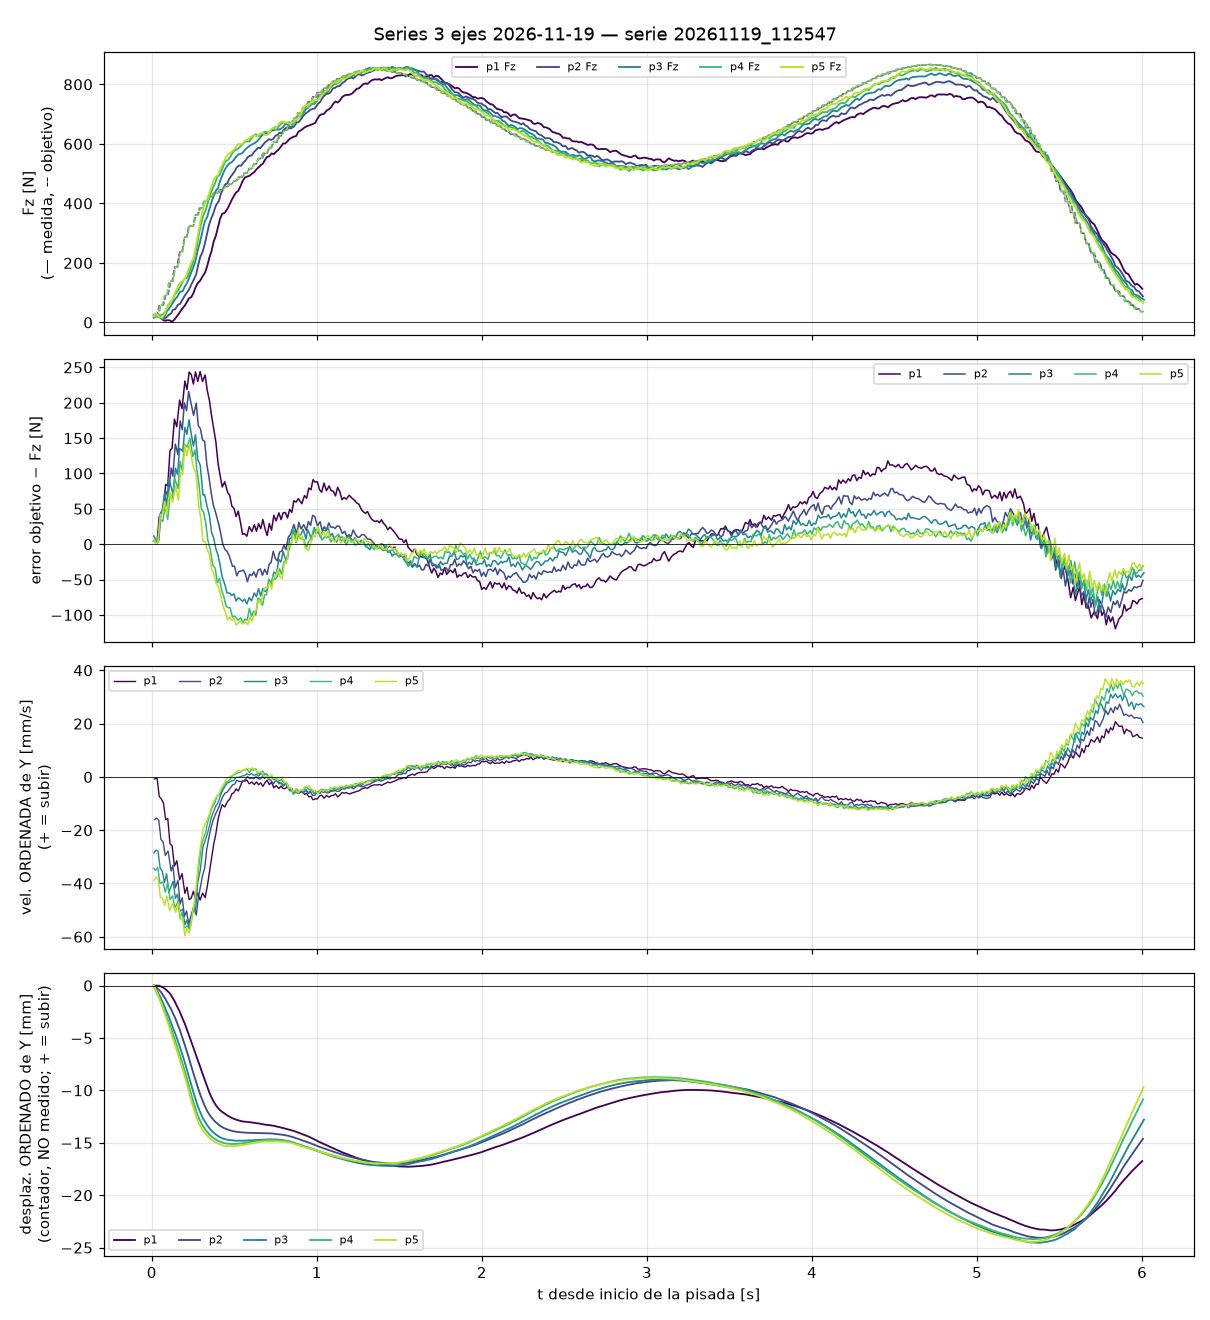 Series 3 ejes 2026-11-19 — serie 20261119_112547
Fz [N]
(— medida, -- objetivo)
p1 Fz p2 Fz p3 Fz p4 Fz p5 Fz
800
600
400
200
0
error objetivo − Fz [N]
p1 p2 p3 p4 p5
250
200
150
100
50
0
−50
−100
vel. ORDENADA de Y [mm/s]
(+ = subir)
p1 p2 p3 p4 p5
40
20
0
−20
−40
−60
desplaz. ORDENADO de Y [mm]
(contador, NO medido; + = subir)
0
−5
−10
−15
−20
−25
p1 p2 p3 p4 p5
0 1 2 3 4 5 6
t desde inicio de la pisada [s]